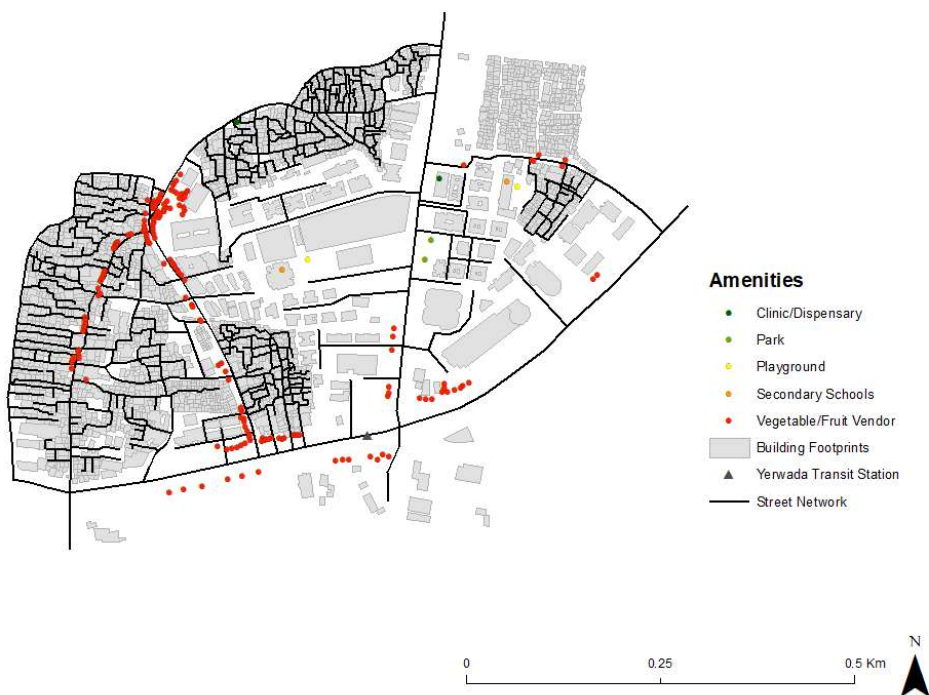 Amenities
Clinic/Dispensary
Park
Playground
Secondary Schools
Vegetable/Fruit Vendor
Building Footprints
Yerwada Transit Station
Street Network
N
0 0.25 0.5 Km